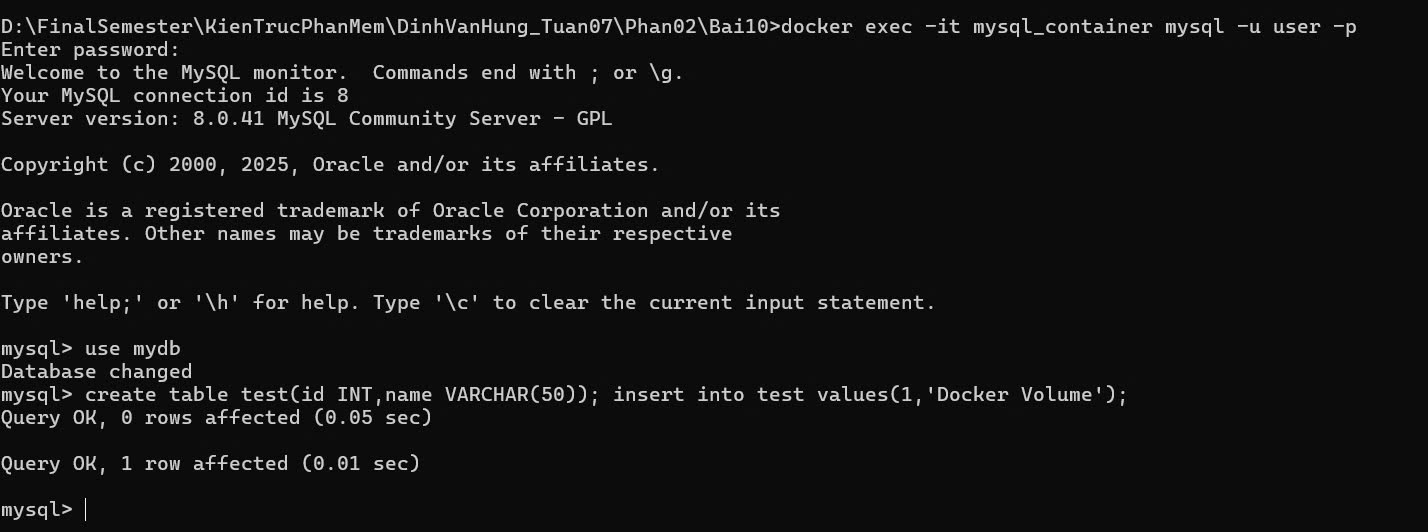 D:\FinalSemester\KienTrucPhanMem\DinhVanHung_Tuan07\Phan02\Bai10>docker exec -it mysql_container mysql -u user -p
Enter password:
Welcome to the MySQL monitor.  Commands end with ; or \g.
Your MySQL connection id is 8
Server version: 8.0.41 MySQL Community Server - GPL

Copyright (c) 2000, 2025, Oracle and/or its affiliates.

Oracle is a registered trademark of Oracle Corporation and/or its
affiliates. Other names may be trademarks of their respective
owners.

Type 'help;' or '\h' for help. Type '\c' to clear the current input statement.

mysql> use mydb
Database changed
mysql> create table test(id INT,name VARCHAR(50)); insert into test values(1,'Docker Volume');
Query OK, 0 rows affected (0.05 sec)

Query OK, 1 row affected (0.01 sec)

mysql>